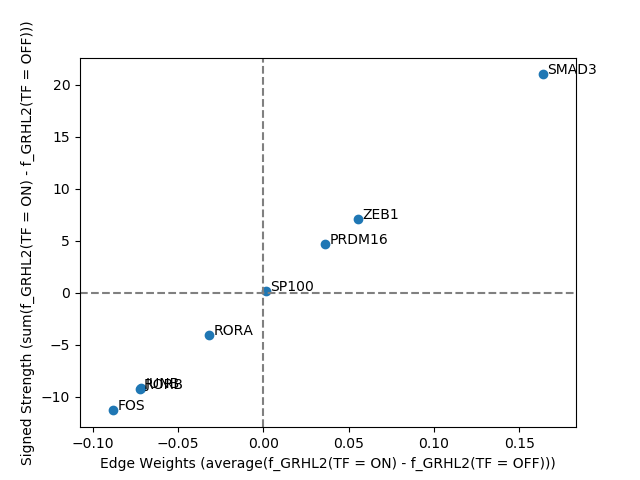 Signed Strength (sum(f_GRHL2(TF = ON) - f_GRHL2(TF = OFF)))
20
15
10
5
0
−5
−10
SMAD3
ZEB1
PRDM16
SP100
RORA
JUNB
RORB
FOS
−0.10
−0.05
0.00
0.05
0.10
0.15
Edge Weights (average(f_GRHL2(TF = ON) - f_GRHL2(TF = OFF)))